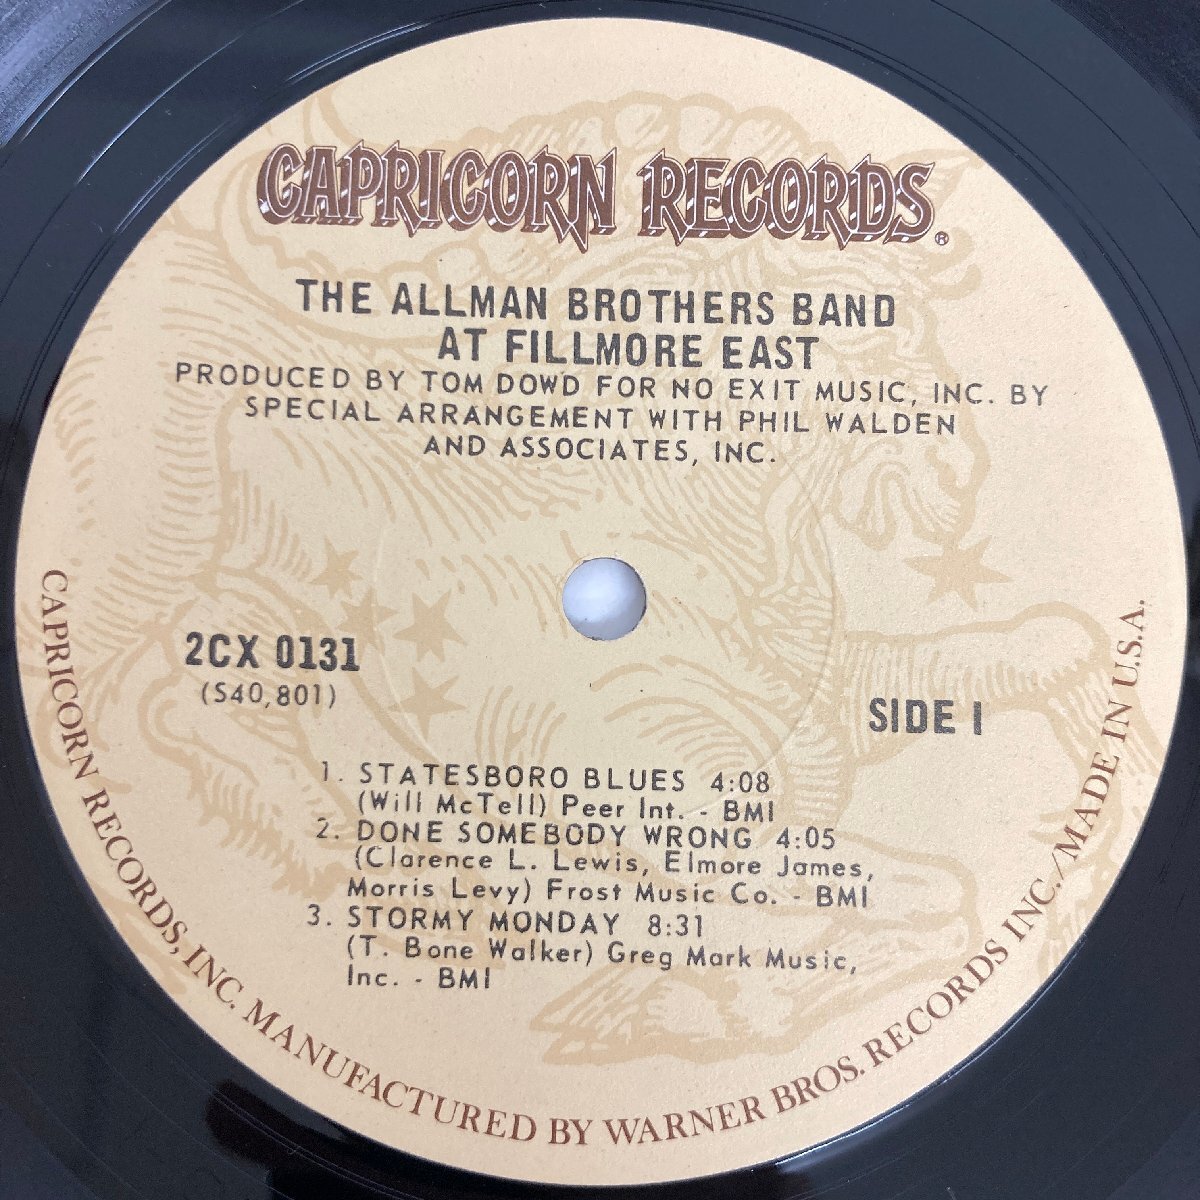 CAPRICORN RECORDS®
THE ALLMAN BROTHERS BAND
AT FILLMORE EAST
PRODUCED BY TOM DOWD FOR NO EXIT MUSIC, INC. BY
SPECIAL ARRANGEMENT WITH PHIL WALDEN
AND ASSOCIATES, INC.
2CX 0131
(S40,801)
SIDE I
1. STATESBORO BLUES 4:08
(Will McTell) Peer Int. - BMI
2. DONE SOMEBODY WRONG 4:05
(Clarence L. Lewis, Elmore James,
Morris Levy) Frost Music Co. - BMI
3. STORMY MONDAY 8:31
(T. Bone Walker) Greg Mark Music,
Inc. - BMI
CAPRICORN RECORDS, INC. MANUFACTURED BY WARNER BROS. RECORDS INC./MADE IN U.S.A.